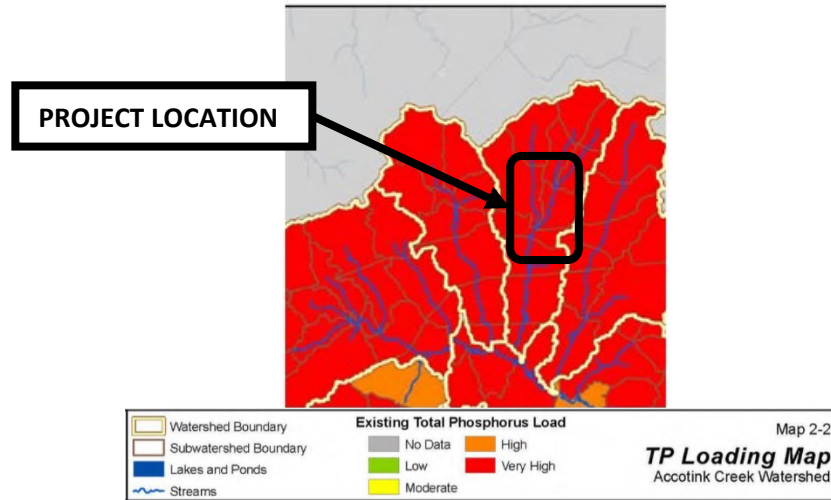 PROJECT LOCATION
Watershed Boundary
Subwatershed Boundary
Lakes and Ponds
Streams
Existing Total Phosphorus Load
No Data
Low
Moderate
High
Very High
Map 2-2
TP Loading Map
Accotink Creek Watershed